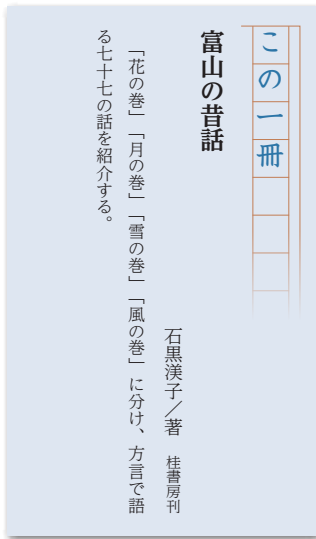 この一冊
富山の昔話
石黒渼子／著　桂書房刊
「花の巻」「月の巻」「雪の巻」「風の巻」に分け、方言で語
る七十七の話を紹介する。